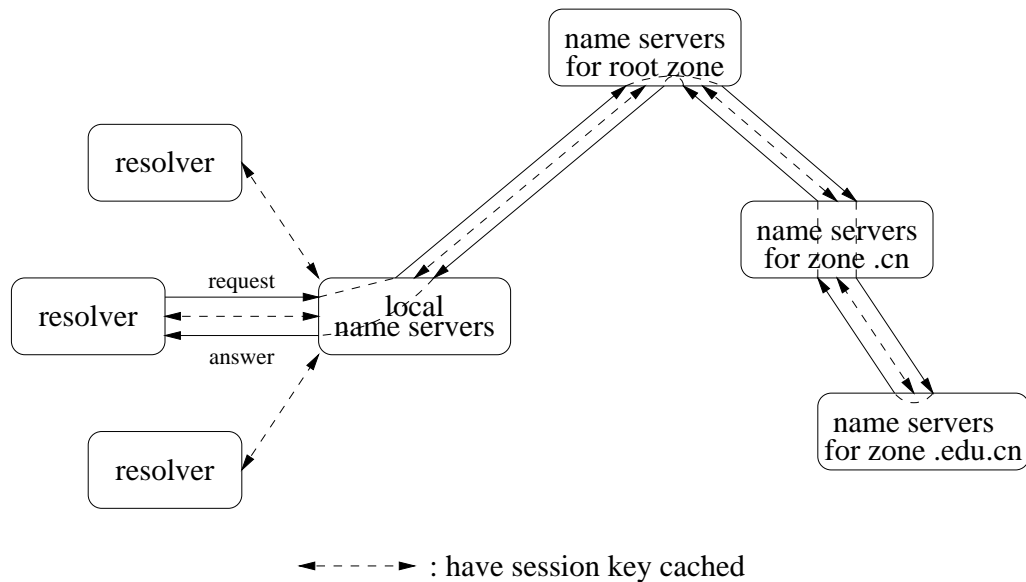 name servers
for root zone
resolver
name servers
for zone .cn
request
resolver
local
name servers
answer
name servers
for zone .edu.cn
resolver
: have session key cached